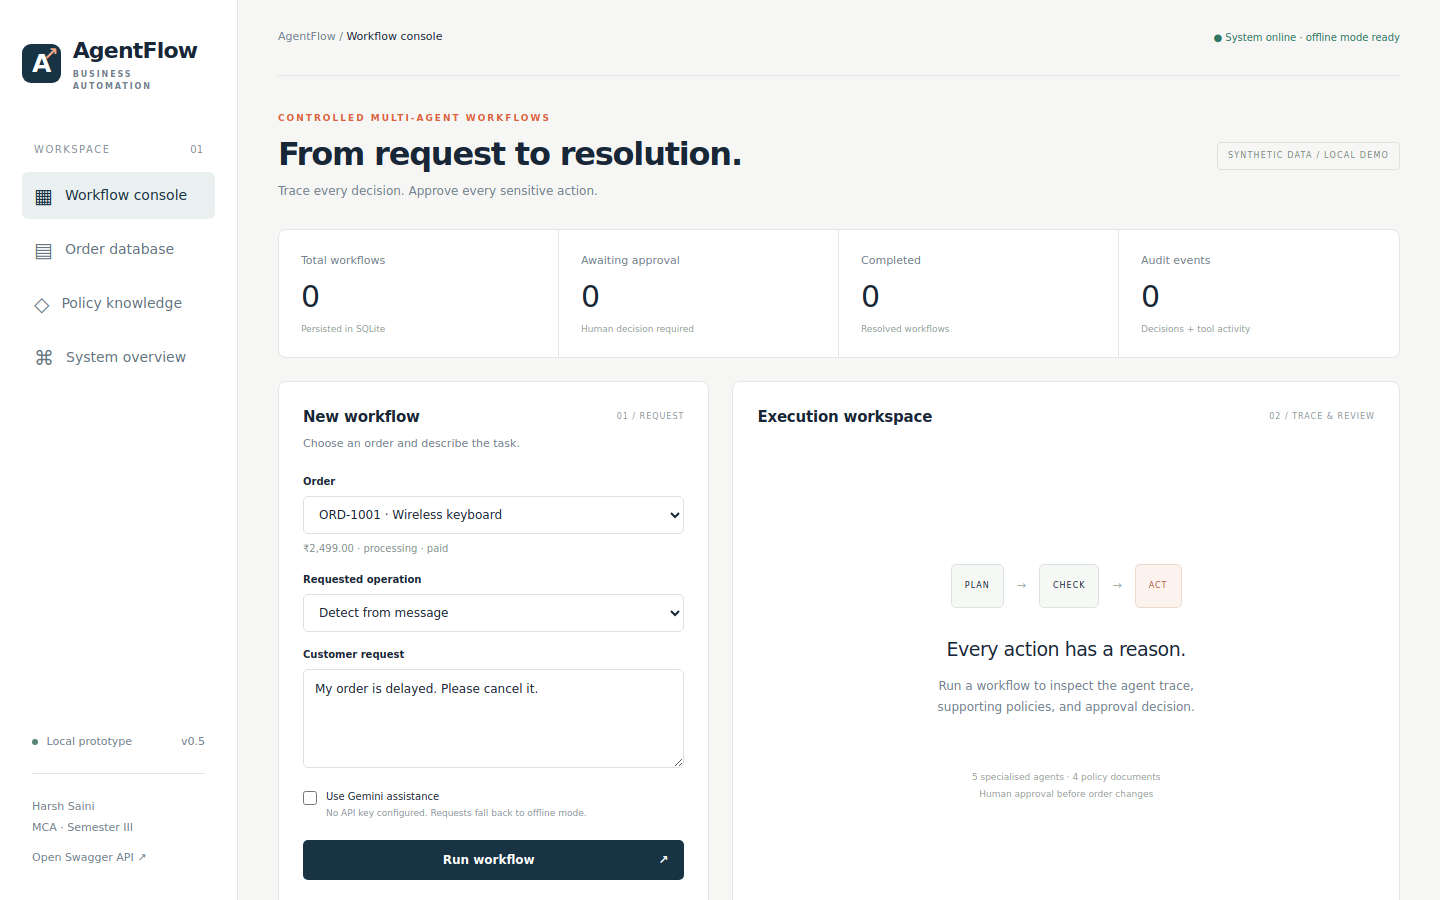 A
AgentFlow
BUSINESS
AUTOMATION
WORKSPACE 01
Workflow console
Order database
Policy knowledge
System overview
Local prototype v0.5
Harsh Saini
MCA · Semester III
Open Swagger API ↗
AgentFlow / Workflow console
System online · offline mode ready
CONTROLLED MULTI-AGENT WORKFLOWS
From request to resolution.
Trace every decision. Approve every sensitive action.
SYNTHETIC DATA / LOCAL DEMO
Total workflows
0
Persisted in SQLite
Awaiting approval
0
Human decision required
Completed
0
Resolved workflows
Audit events
0
Decisions + tool activity
New workflow 01 / REQUEST
Choose an order and describe the task.
Order
ORD-1001 · Wireless keyboard
₹2,499.00 · processing · paid
Requested operation
Detect from message
Customer request
My order is delayed. Please cancel it.
Use Gemini assistance
No API key configured. Requests fall back to offline mode.
Run workflow ↗
Execution workspace 02 / TRACE & REVIEW
PLAN → CHECK → ACT
Every action has a reason.
Run a workflow to inspect the agent trace,
supporting policies, and approval decision.
5 specialised agents · 4 policy documents
Human approval before order changes